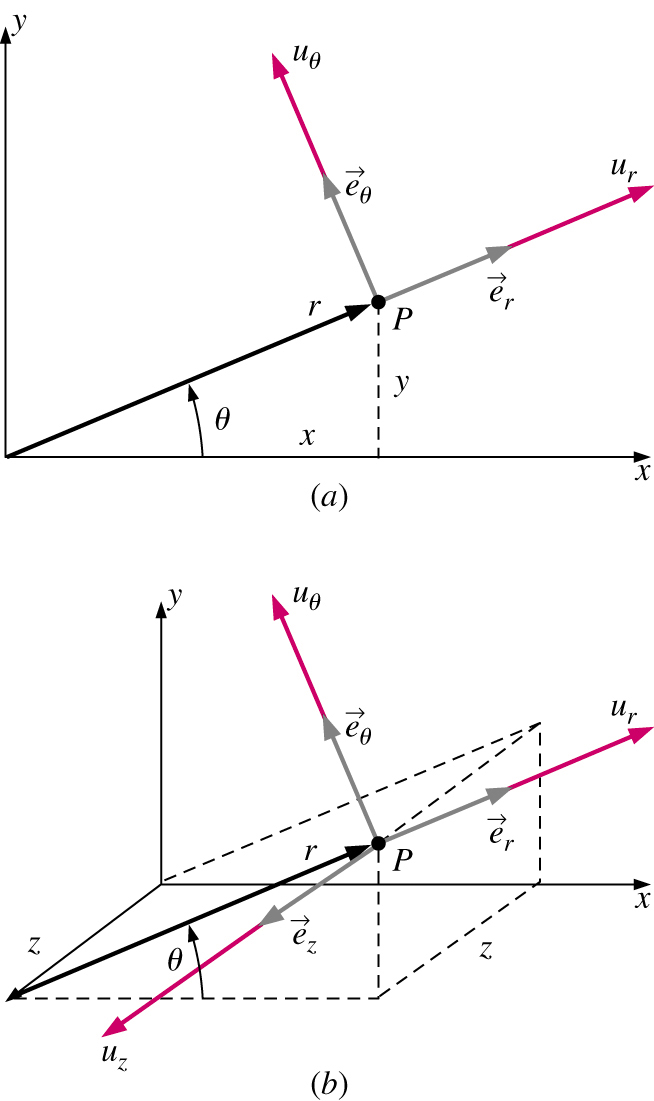 y
u_θ
u_r
e⃗_θ
e⃗_r
r
P
y
θ
x
x
(a)
y
u_θ
u_r
e⃗_θ
e⃗_r
r
P
x
z
e⃗_z
z
θ
u_z
(b)